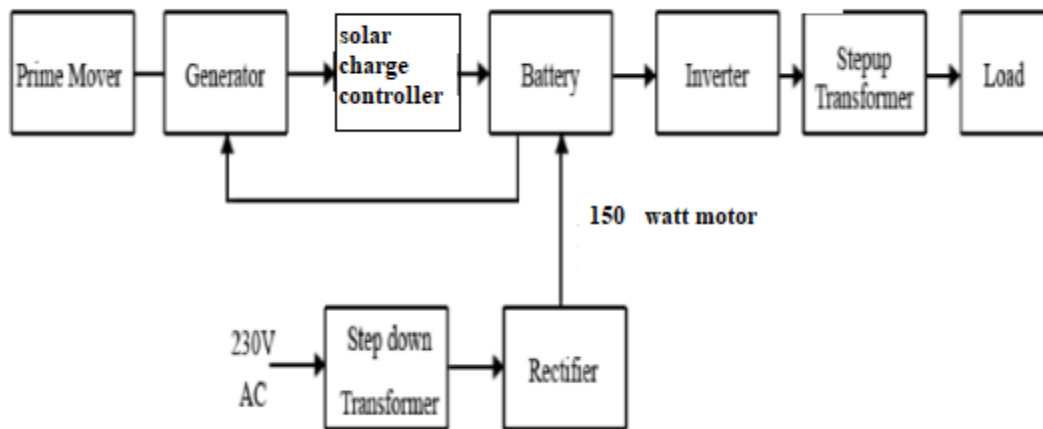 Prime Mover
Generator
solar
charge
controller
Battery
Inverter
Stepup
Transformer
Load
150 watt motor
230V
AC
Step down
Transformer
Rectifier